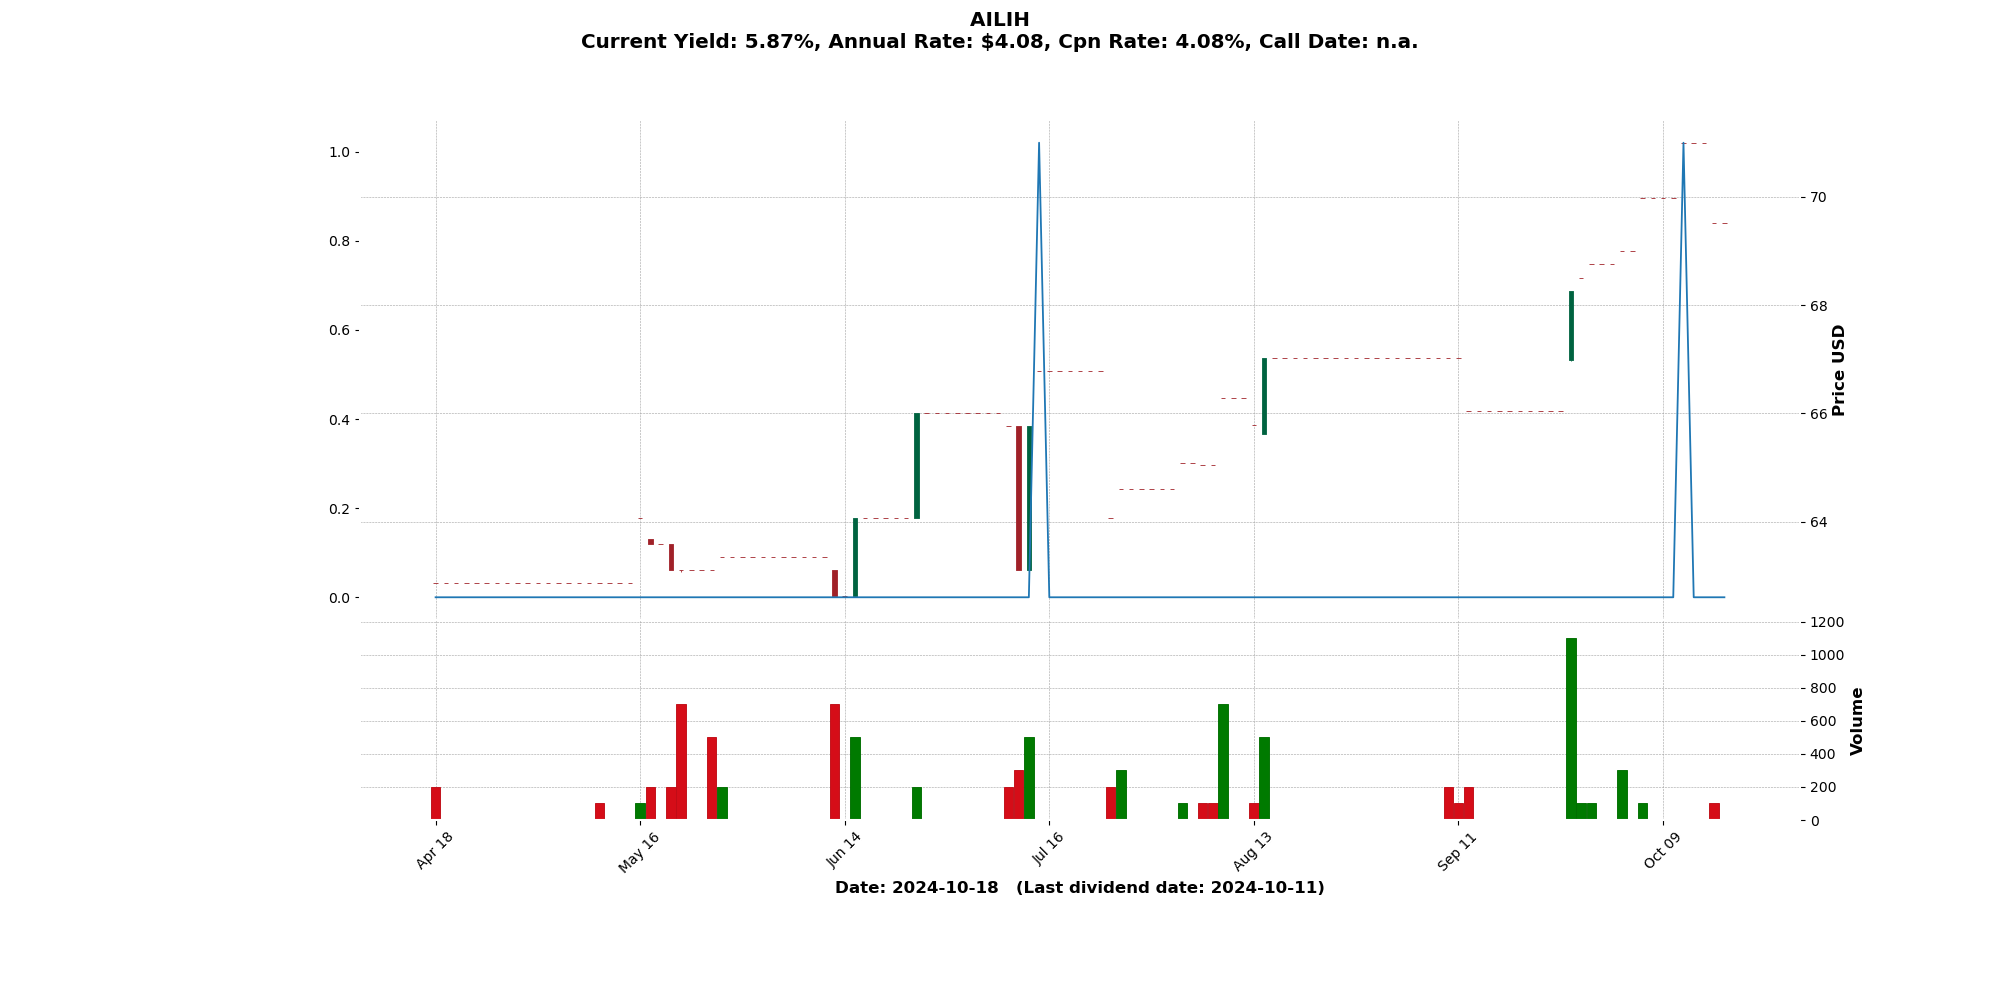 AILIH
Current Yield: 5.87%, Annual Rate: $4.08, Cpn Rate: 4.08%, Call Date: n.a.
1.0
0.8
0.6
0.4
0.2
0.0
70
68
66
64
Price USD
1200
1000
800
600
400
200
0
Volume
Apr 18
May 16
Jun 14
Jul 16
Aug 13
Sep 11
Oct 09
Date: 2024-10-18   (Last dividend date: 2024-10-11)